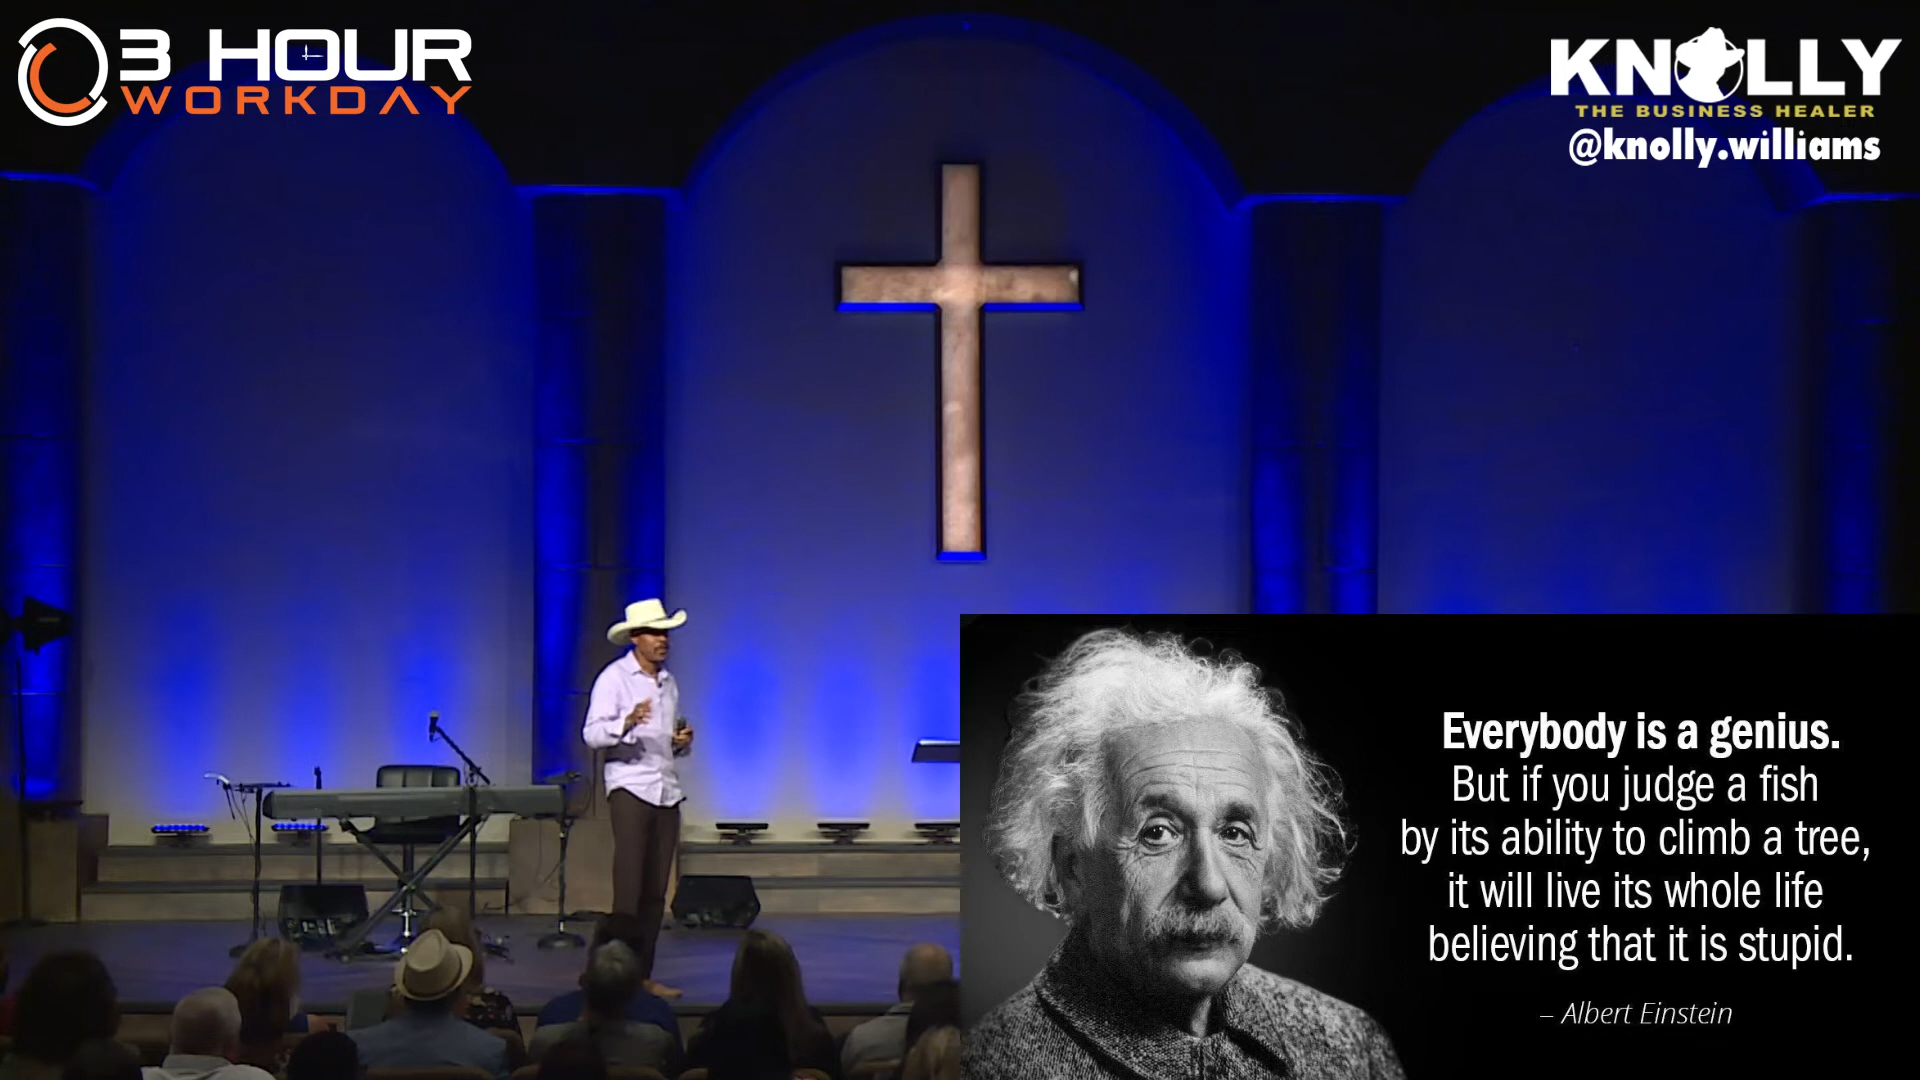 3 HOUR
WORKDAY
KNOLLY
THE BUSINESS HEALER
@knolly.williams
Everybody is a genius.
But if you judge a fish
by its ability to climb a tree,
it will live its whole life
believing that it is stupid.
– Albert Einstein